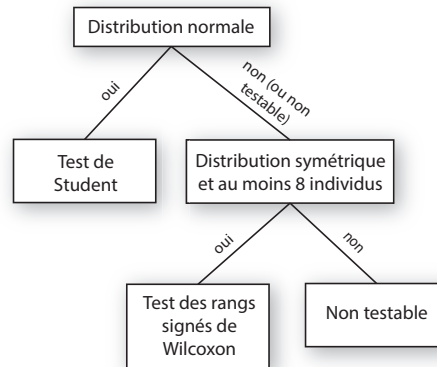 Distribution normale
oui
non (ou non
testable)
Test de
Student
Distribution symétrique
et au moins 8 individus
oui
non
Test des rangs
signés de
Wilcoxon
Non testable